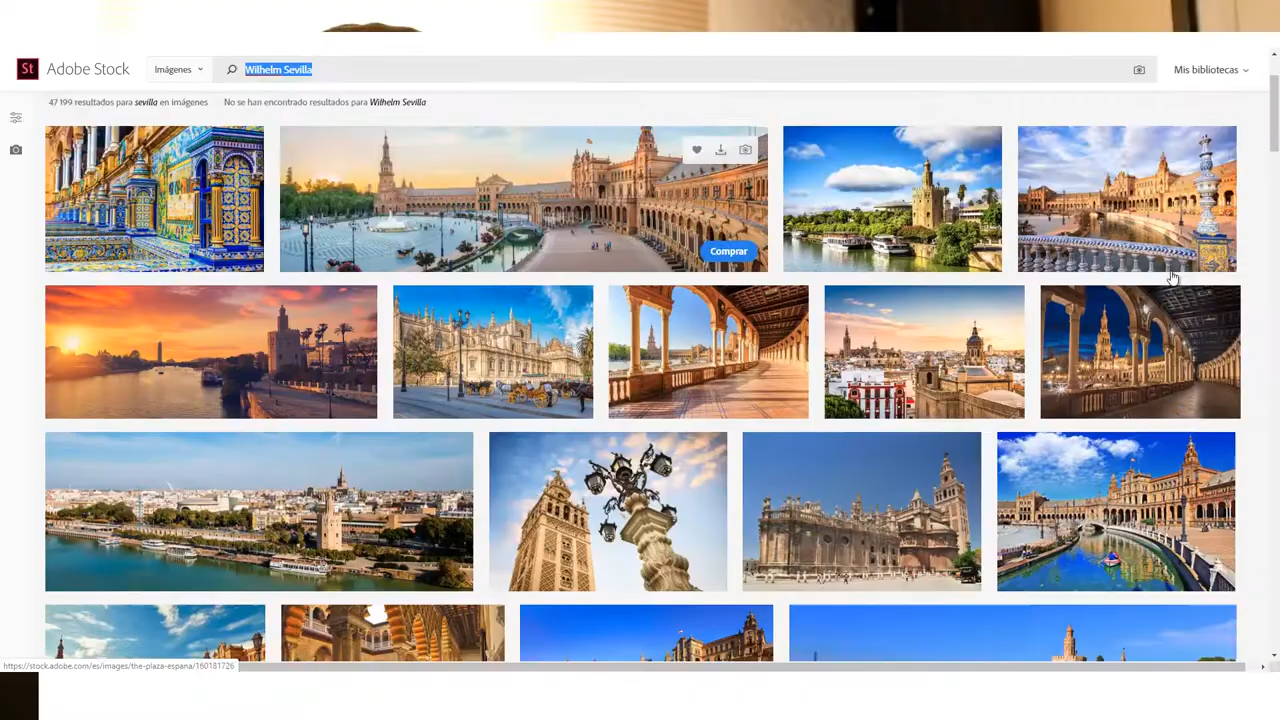 St Adobe Stock Imágenes Wilhelm Sevilla Mis bibliotecas
47 199 resultados para sevilla en imágenes No se han encontrado resultados para Wilhelm Sevilla
Comprar
https://stock.adobe.com/es/images/the-plaza-espana/160181726